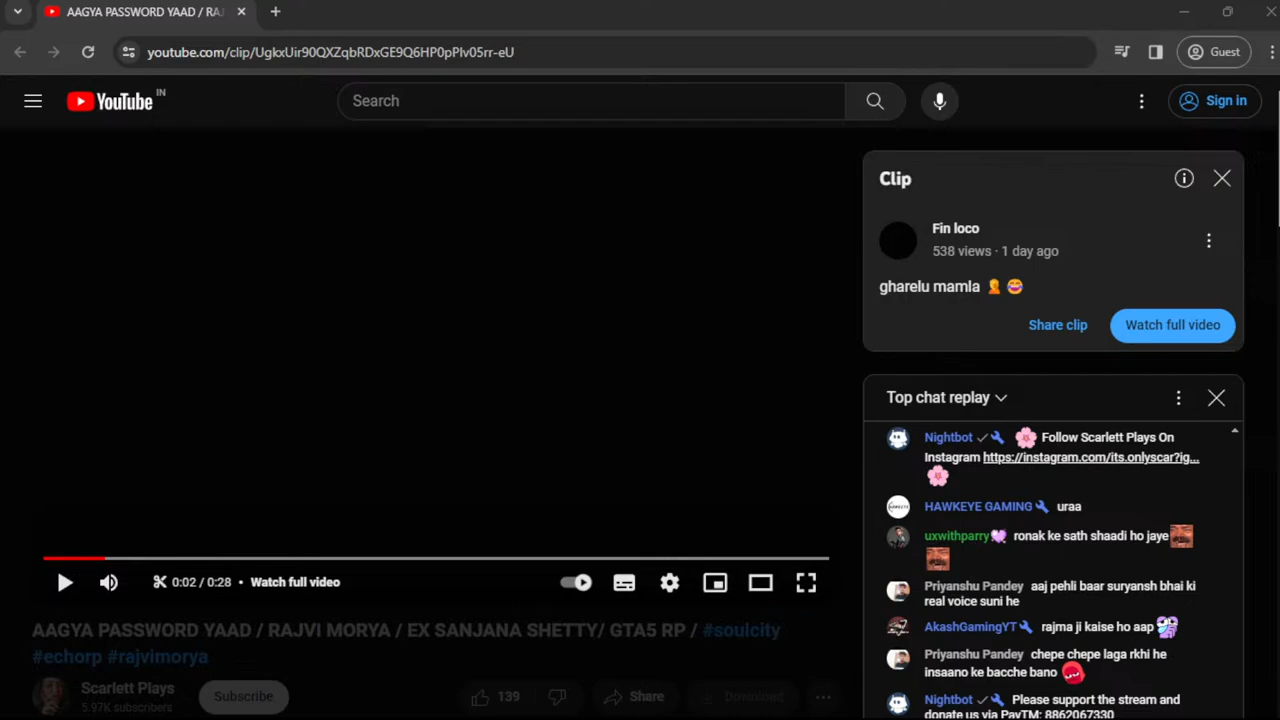 AAGYA PASSWORD YAAD / RAJ
youtube.com/clip/UgkxUir90QXZqbRDxGE9Q6HP0pPlv05rr-eU
Guest
YouTube IN
Search
Sign in
Clip
Fin loco
538 views · 1 day ago
gharelu mamla 🤦 😂
Share clip
Watch full video
Top chat replay
Nightbot Follow Scarlett Plays On
Instagram https://instagram.com/its.onlyscar?ig...
HAWKEYE GAMING uraa
uxwithparry ronak ke sath shaadi ho jaye
Priyanshu Pandey aaj pehli baar suryansh bhai ki
real voice suni he
AkashGamingYT rajma ji kaise ho aap
Priyanshu Pandey chepe chepe laga rkhi he
insaano ke bacche bano
Nightbot Please support the stream and
donate us via PayTM: 8862067330
0:02 / 0:28 • Watch full video
AAGYA PASSWORD YAAD / RAJVI MORYA / EX SANJANA SHETTY/ GTA5 RP / #soulcity
#echorp #rajvimorya
Scarlett Plays
5.97K subscribers
Subscribe
139
Share
Download